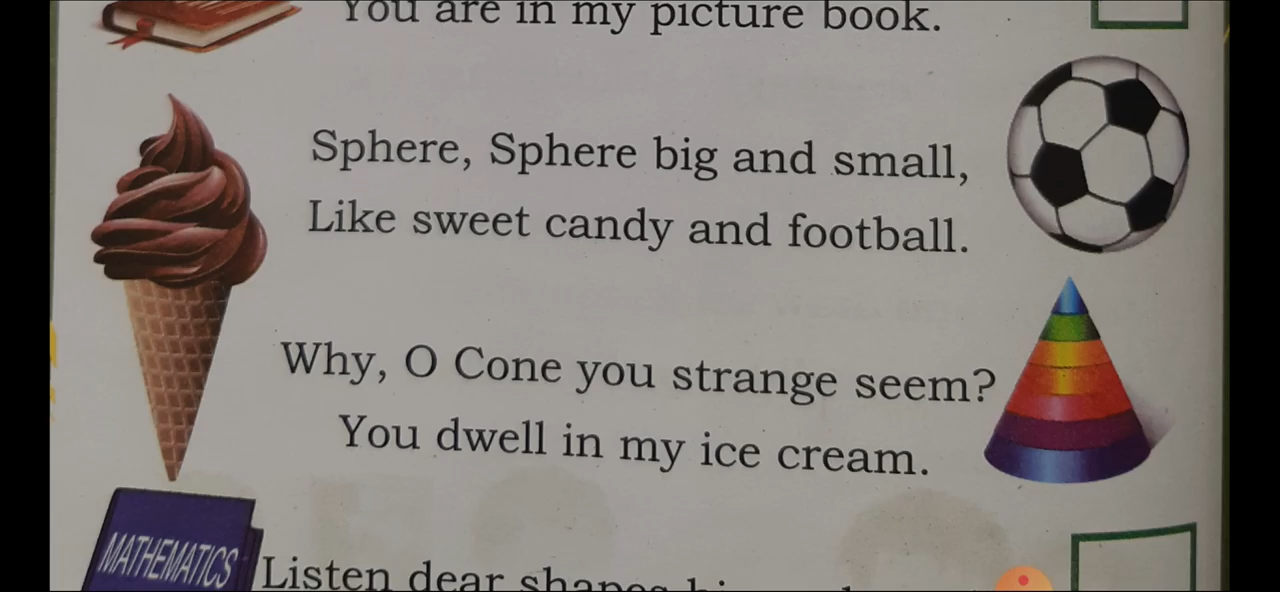 You are in my picture book.
Sphere, Sphere big and small,
Like sweet candy and football.
Why, O Cone you strange seem?
You dwell in my ice cream.
MATHEMATICS
Listen dear shapes